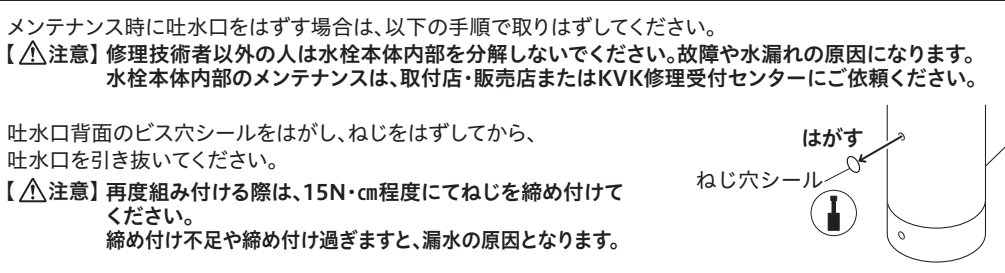 メンテナンス時に吐水口をはずす場合は、以下の手順で取りはずしてください。
【⚠注意】修理技術者以外の人は水栓本体内部を分解しないでください。故障や水漏れの原因になります。
水栓本体内部のメンテナンスは、取付店・販売店またはKVK修理受付センターにご依頼ください。
吐水口背面のビス穴シールをはがし、ねじをはずしてから、
吐水口を引き抜いてください。
【⚠注意】再度組み付ける際は、15N・㎝程度にてねじを締め付けて
ください。
締め付け不足や締め付け過ぎますと、漏水の原因となります。
はがす
ねじ穴シール